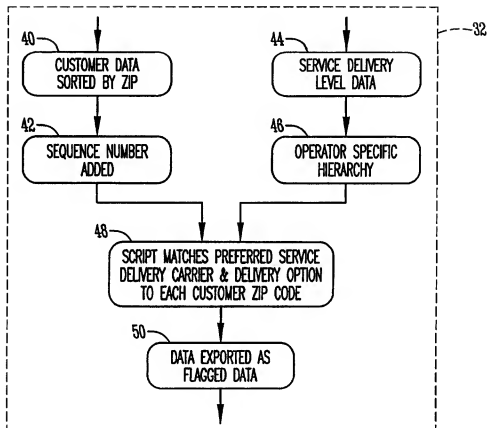 32
40
CUSTOMER DATA
SORTED BY ZIP
44
SERVICE DELIVERY
LEVEL DATA
42
SEQUENCE NUMBER
ADDED
46
OPERATOR SPECIFIC
HIERARCHY
48
SCRIPT MATCHES PREFERRED SERVICE
DELIVERY CARRIER & DELIVERY OPTION
TO EACH CUSTOMER ZIP CODE
50
DATA EXPORTED AS
FLAGGED DATA